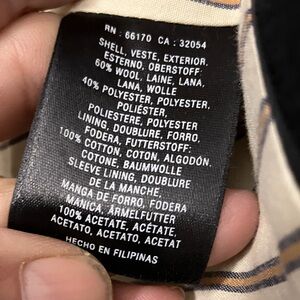 RN : 66170 CA : 32054
SHELL, VESTE, EXTERIOR.
ESTERNO, OBERSTOFF:
60% WOOL, LAINE, LANA,
LANA, WOLLE
40% POLYESTER, POLYESTER,
POLIÉSTER,
POLIESTERE, POLYESTER
LINING, DOUBLURE, FORRO,
FODERA, FUTTERSTOFF:
100% COTTON, COTON, ALGODÓN,
COTONE, BAUMWOLLE
SLEEVE LINING, DOUBLURE
DE LA MANCHE,
MANGA DE FORRO, FODERA
MÁNICA, ÄRMELFUTTER
100% ACETATE, ACÉTATE,
ACETATO, ACETATO, ACETAT
HECHO EN FILIPINAS